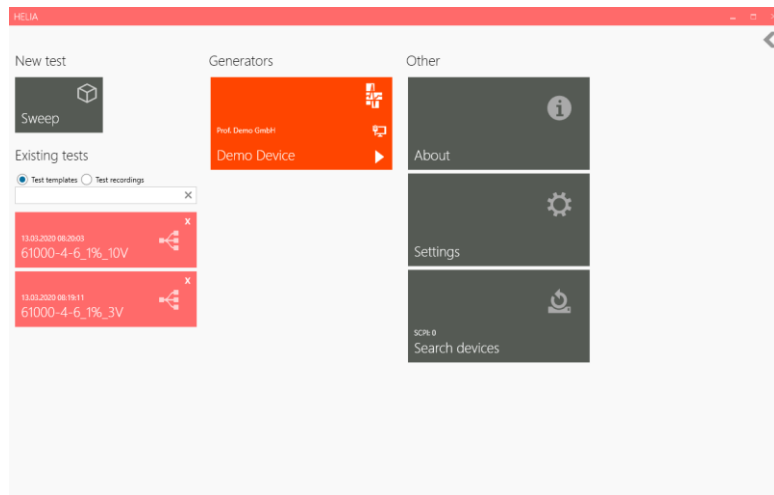 HELIA
New test
Generators
Other
Sweep
Prof. Demo GmbH
Demo Device
About
Existing tests
Test templates
Test recordings
X
13.03.2020 06:20:03
61000-4-6_1%_10V
X
13.03.2020 06:19:11
61000-4-6_1%_3V
Settings
SCPI: 0
Search devices